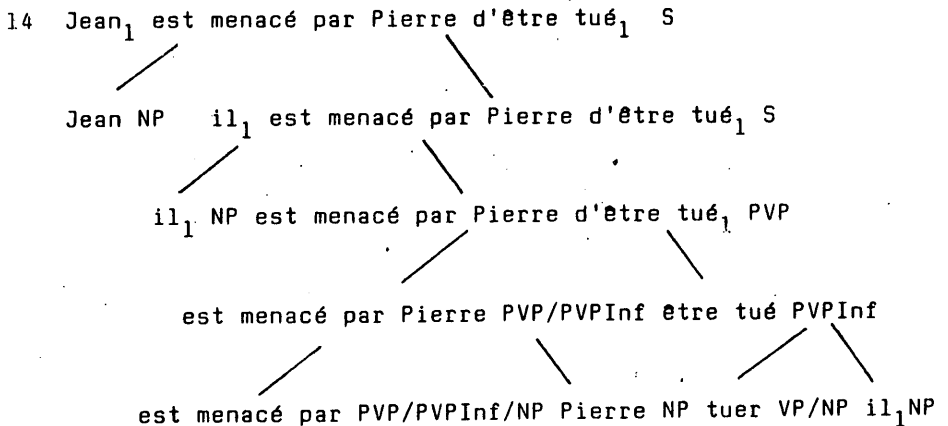 14 Jean₁ est menacé par Pierre d'être tué₁ S
Jean NP il₁ est menacé par Pierre d'être tué₁ S
il₁ NP est menacé par Pierre d'être tué₁ PVP
est menacé par Pierre PVP/PVPInf être tué PVPInf
est menacé par PVP/PVPInf/NP Pierre NP tuer VP/NP il₁NP